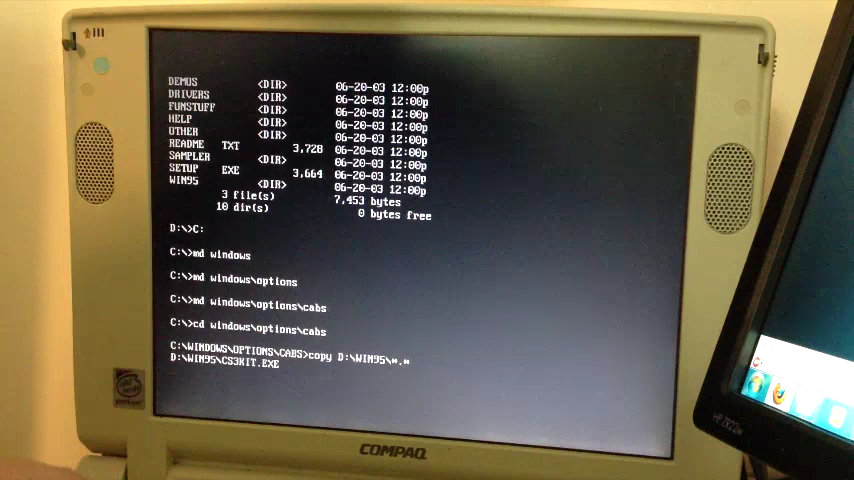 DEMOS <DIR> 06-20-03 12:00p
DRIVERS <DIR> 06-20-03 12:00p
FUNSTUFF <DIR> 06-20-03 12:00p
HELP <DIR> 06-20-03 12:00p
OTHER <DIR> 06-20-03 12:00p
README TXT 3,728 06-20-03 12:00p
SAMPLER <DIR> 06-20-03 12:00p
SETUP EXE 3,664 06-20-03 12:00p
WIN95 <DIR> 06-20-03 12:00p
3 file(s) 7,453 bytes
10 dir(s) 0 bytes free
D:\>C:
C:\>md windows
C:\>md windows\options
C:\>md windows\options\cabs
C:\>cd windows\options\cabs
C:\WINDOWS\OPTIONS\CABS>copy D:\WIN95\*.*
D:\WIN95\CS3KIT.EXE
COMPAQ